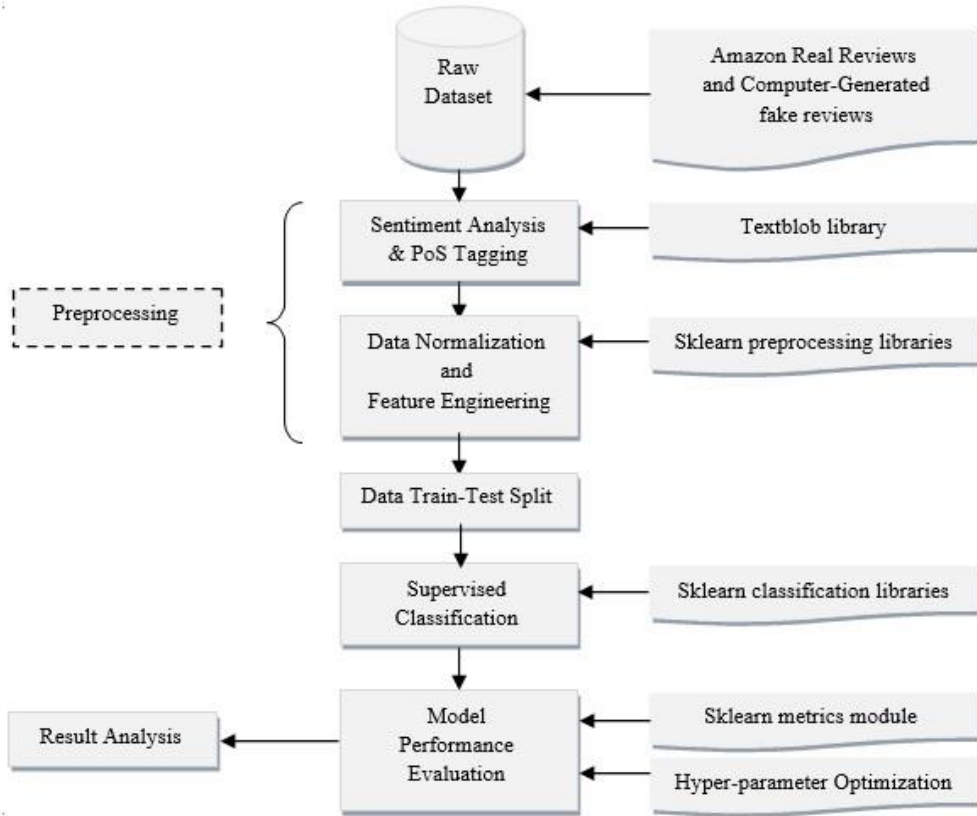 Raw
Dataset
Amazon Real Reviews
and Computer-Generated
fake reviews
Sentiment Analysis
& PoS Tagging
Textblob library
Preprocessing
Data Normalization
and
Feature Engineering
Sklearn preprocessing libraries
Data Train-Test Split
Supervised
Classification
Sklearn classification libraries
Model
Performance
Evaluation
Sklearn metrics module
Hyper-parameter Optimization
Result Analysis